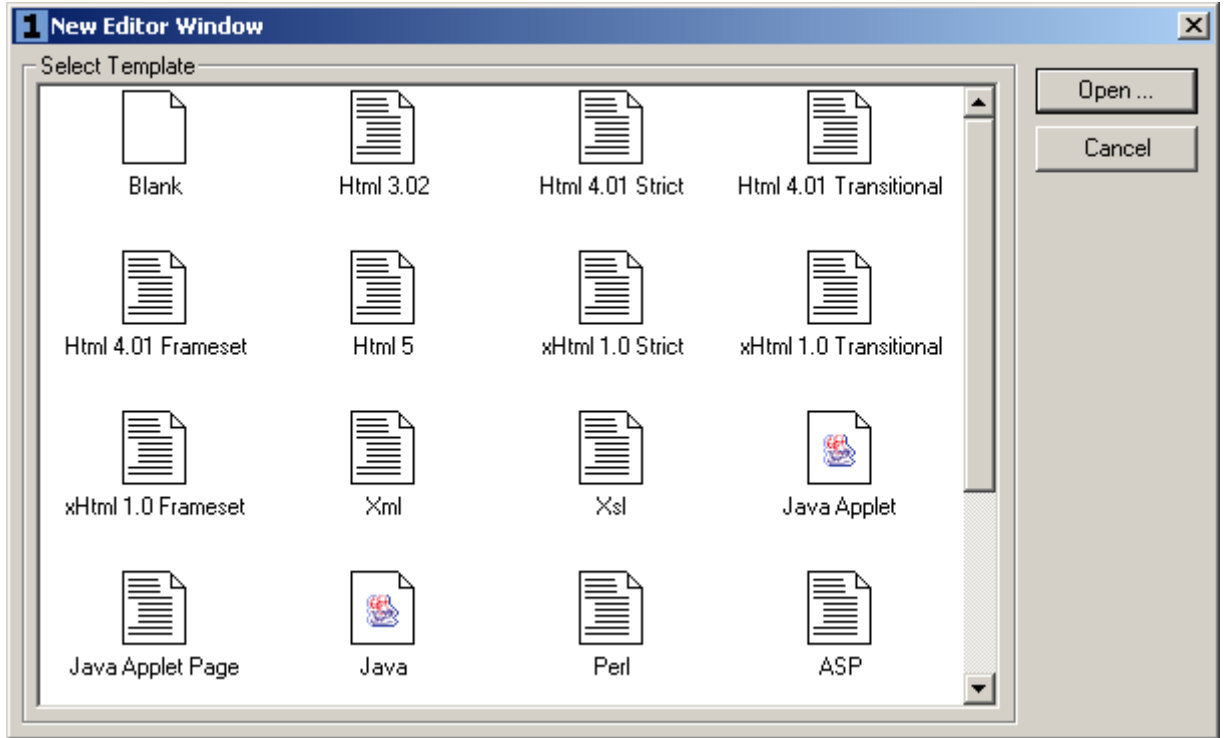 1 New Editor Window
Select Template
Open ...
Cancel
Blank Html 3.02 Html 4.01 Strict Html 4.01 Transitional
Html 4.01 Frameset Html 5 xHtml 1.0 Strict xHtml 1.0 Transitional
xHtml 1.0 Frameset Xml Xsl Java Applet
Java Applet Page Java Perl ASP